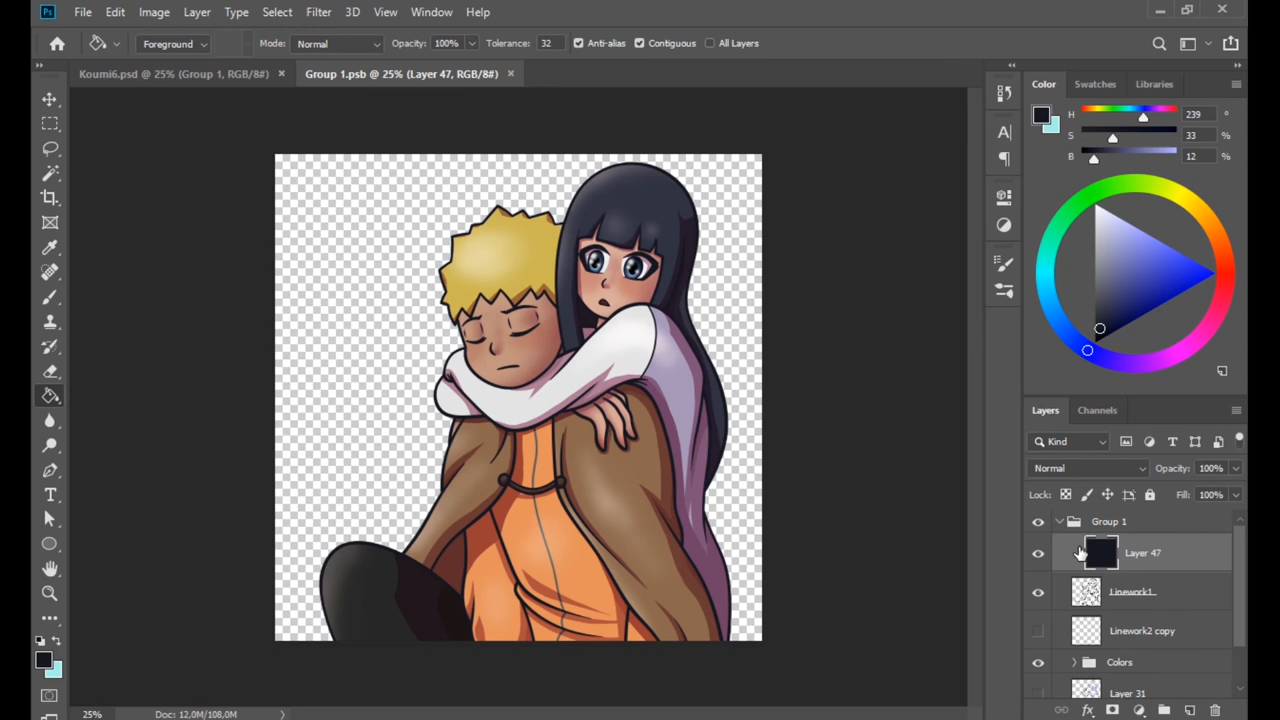 Ps File Edit Image Layer Type Select Filter 3D View Window Help
Foreground Mode: Normal Opacity: 100% Tolerance: 32 Anti-alias Contiguous All Layers
Koumi6.psd @ 25% (Group 1, RGB/8#) × Group 1.psb @ 25% (Layer 47, RGB/8#) ×
Color Swatches Libraries
H 239 °
S 33 %
B 12 %
Layers Channels
Kind
Normal Opacity: 100%
Lock: Fill: 100%
Group 1
Layer 47
Linework1
Linework2 copy
Colors
Layer 31
25% Doc: 12,0M/108,0M